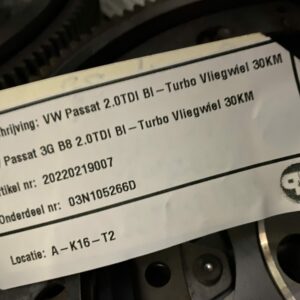 hrijving: VW Passat 2.0TDI BI-Turbo Vliegwiel 30KM
Passat 3G B8 2.0TDI BI-Turbo Vliegwiel 30KM
rtikel nr: 20220219007
Onderdeel nr: 03N105266D
Locatie: A-K16-T2